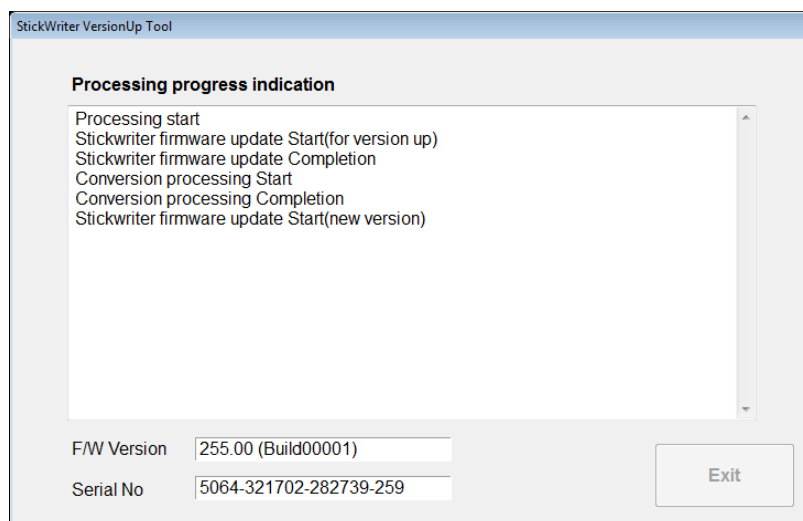 StickWriter VersionUp Tool
Processing progress indication
Processing start
Stickwriter firmware update Start(for version up)
Stickwriter firmware update Completion
Conversion processing Start
Conversion processing Completion
Stickwriter firmware update Start(new version)
F/W Version 255.00 (Build00001)
Serial No 5064-321702-282739-259
Exit